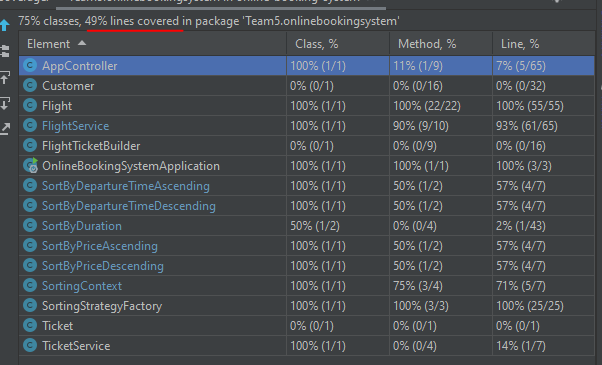 75% classes, 49% lines covered in package 'Team5.onlinebookingsystem'
Element Class, % Method, % Line, %
AppController 100% (1/1) 11% (1/9) 7% (5/65)
Customer 0% (0/1) 0% (0/16) 0% (0/32)
Flight 100% (1/1) 100% (22/22) 100% (55/55)
FlightService 100% (1/1) 90% (9/10) 93% (61/65)
FlightTicketBuilder 0% (0/1) 0% (0/9) 0% (0/16)
OnlineBookingSystemApplication 100% (1/1) 100% (1/1) 100% (3/3)
SortByDepartureTimeAscending 100% (1/1) 50% (1/2) 57% (4/7)
SortByDepartureTimeDescending 100% (1/1) 50% (1/2) 57% (4/7)
SortByDuration 50% (1/2) 0% (0/4) 2% (1/43)
SortByPriceAscending 100% (1/1) 50% (1/2) 57% (4/7)
SortByPriceDescending 100% (1/1) 50% (1/2) 57% (4/7)
SortingContext 100% (1/1) 75% (3/4) 71% (5/7)
SortingStrategyFactory 100% (1/1) 100% (3/3) 100% (25/25)
Ticket 0% (0/1) 0% (0/1) 0% (0/1)
TicketService 100% (1/1) 0% (0/4) 14% (1/7)